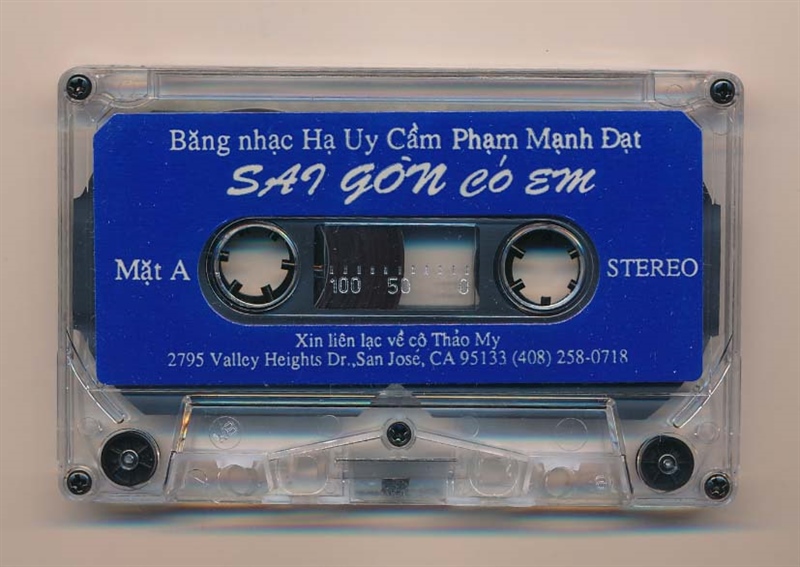 Băng nhạc Hạ Uy Cầm Phạm Mạnh Đạt
SAI GÒN CÓ EM
Mặt A
STEREO
100 50 0
Xin liên lạc về cô Thảo My
2795 Valley Heights Dr.,San José, CA 95133 (408) 258-0718